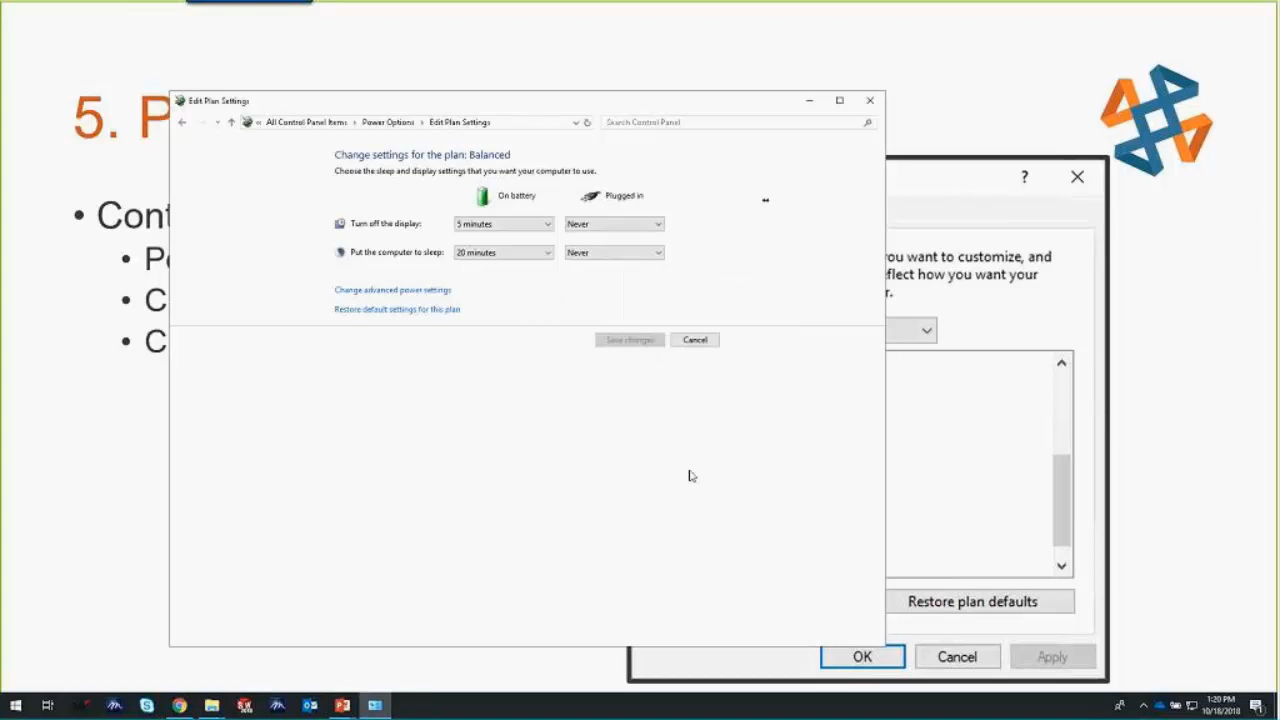 5. P
• Cont
• Po
• C
• C
Edit Plan Settings
« All Control Panel Items › Power Options › Edit Plan Settings
Search Control Panel
Change settings for the plan: Balanced
Choose the sleep and display settings that you want your computer to use.
On battery
Plugged in
Turn off the display:
5 minutes
Never
Put the computer to sleep:
20 minutes
Never
Change advanced power settings
Restore default settings for this plan
Save changes
Cancel
?
you want to customize, and
eflect how you want your
r.
Restore plan defaults
OK
Cancel
Apply
1:20 PM
10/18/2018